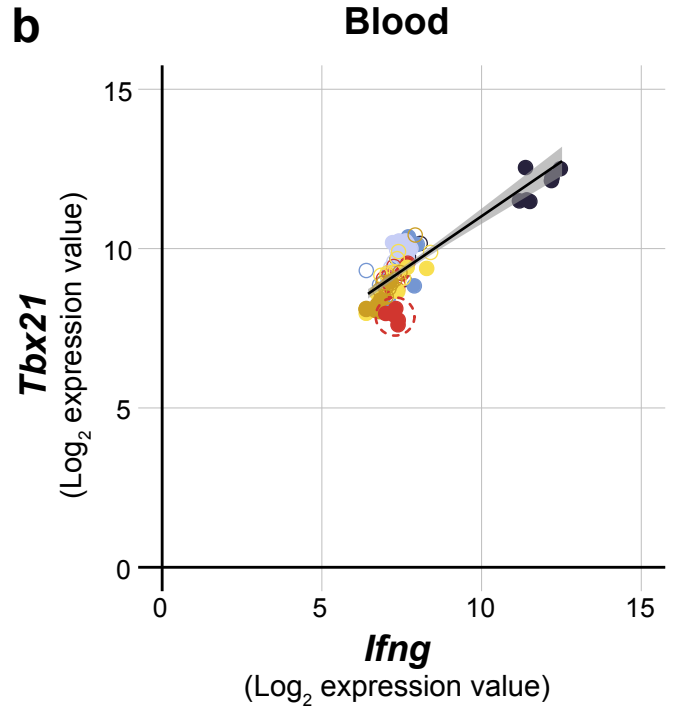 b
Blood
15
10
5
0
Tbx21
(Log2 expression value)
0
5
10
15
Ifng
(Log2 expression value)